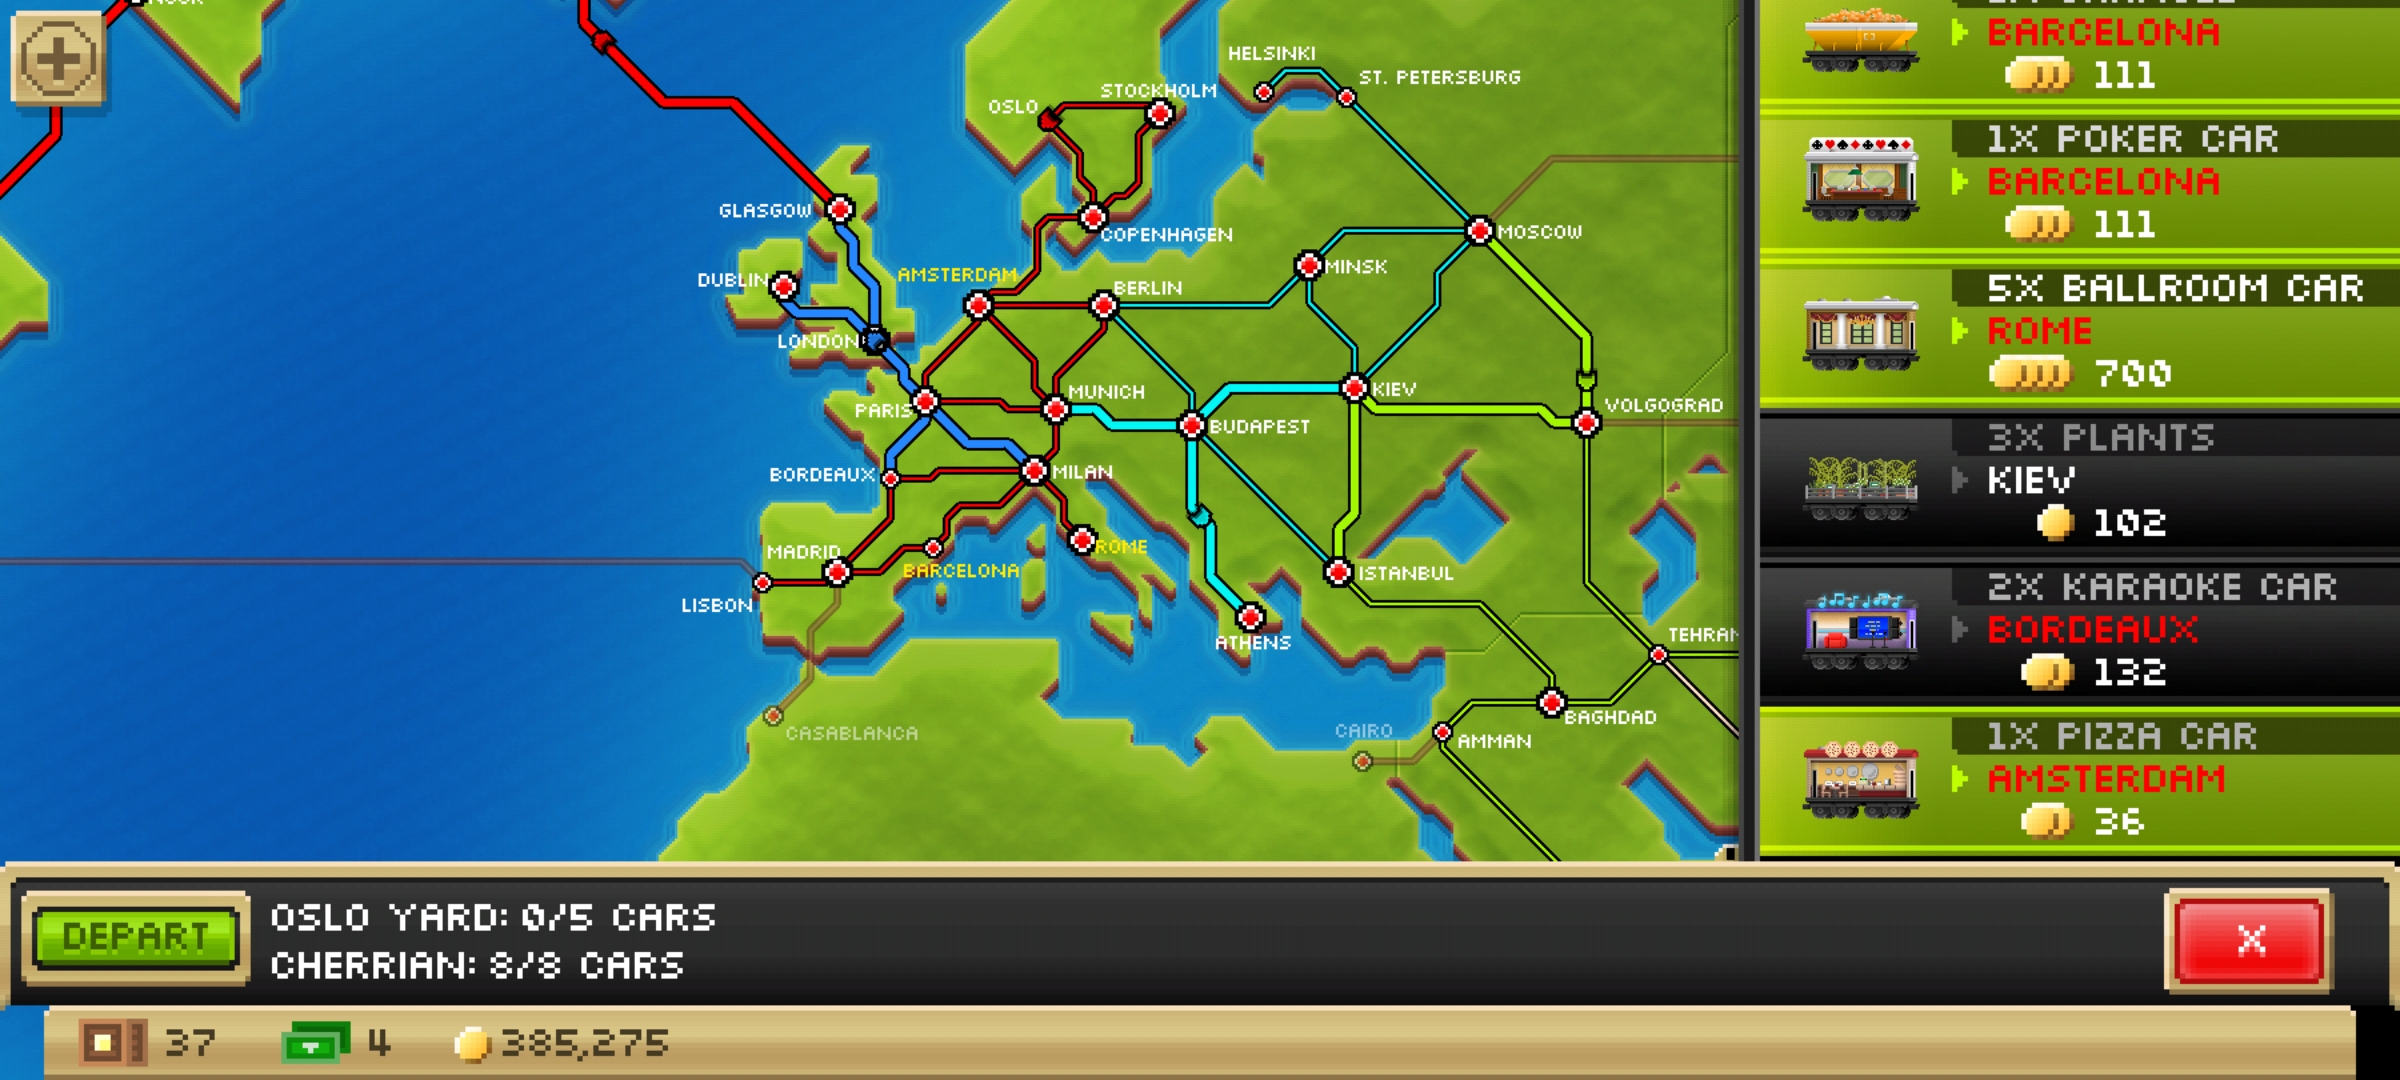 HELSINKI
ST. PETERSBURG
STOCKHOLM
OSLO
GLASGOW
COPENHAGEN
MOSCOW
MINSK
DUBLIN
AMSTERDAM
BERLIN
LONDON
MUNICH
KIEV
PARIS
VOLGOGRAD
BUDAPEST
BORDEAUX
MILAN
MADRID
ROME
BARCELONA
ISTANBUL
LISBON
ATHENS
TEHRAN
BAGHDAD
CASABLANCA
CAIRO
AMMAN
BARCELONA
111
1X POKER CAR
BARCELONA
111
5X BALLROOM CAR
ROME
700
3X PLANTS
KIEV
102
2X KARAOKE CAR
BORDEAUX
132
1X PIZZA CAR
AMSTERDAM
36
DEPART
OSLO YARD: 0/5 CARS
CHERRIAN: 8/8 CARS
X
37
4
385,275